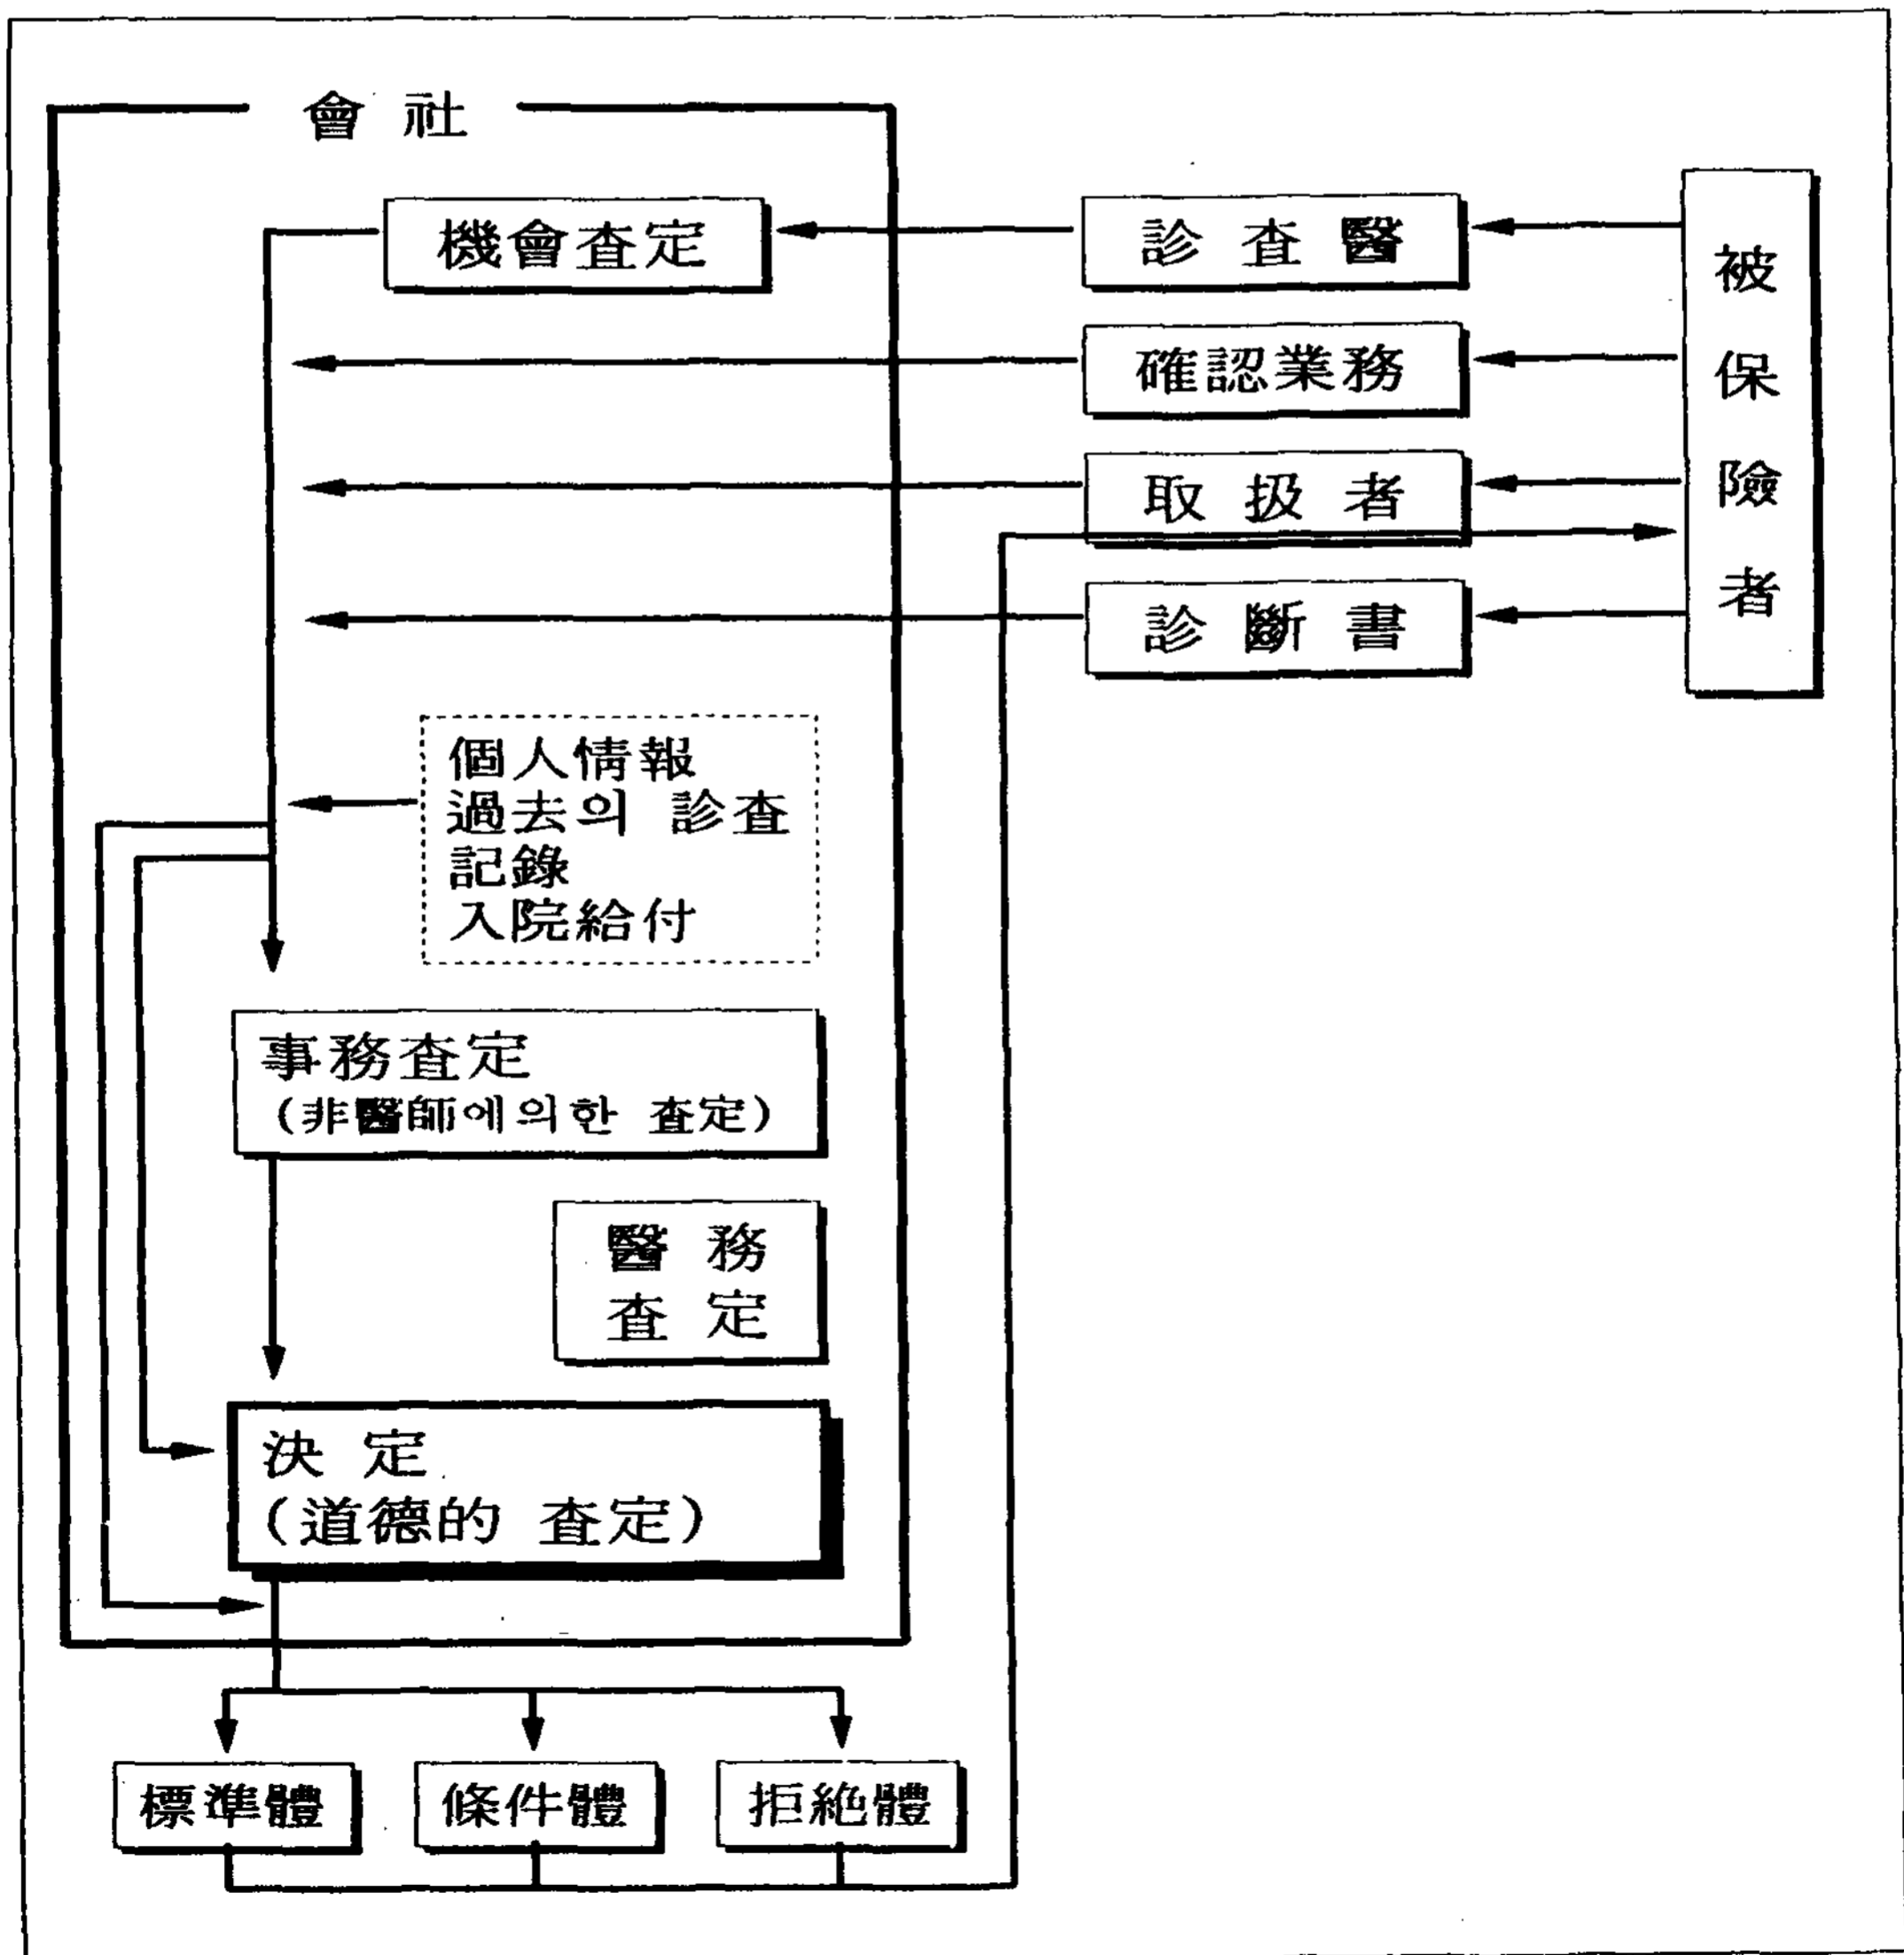 會 社
機會査定
診 査 醫
確認業務
取 扱 者
診 斷 書
被保險者
個人情報
過去의 診査
記錄
入院給付
事務査定
(非醫師에의한 査定)
醫 務
査 定
決 定
(道德的 査定)
標準體
條件體
拒絶體